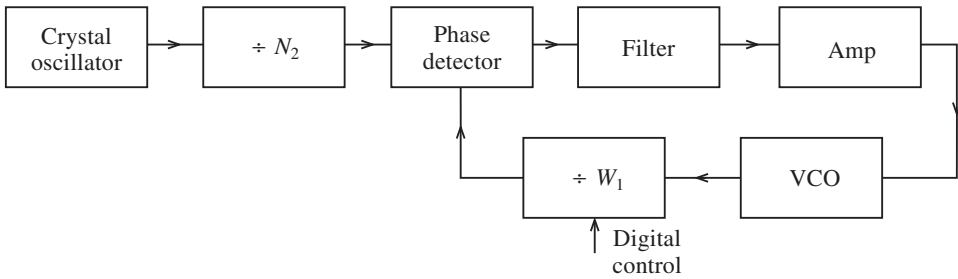 Crystal
oscillator
÷ N₂
Phase
detector
Filter
Amp
÷ W₁
VCO
Digital
control